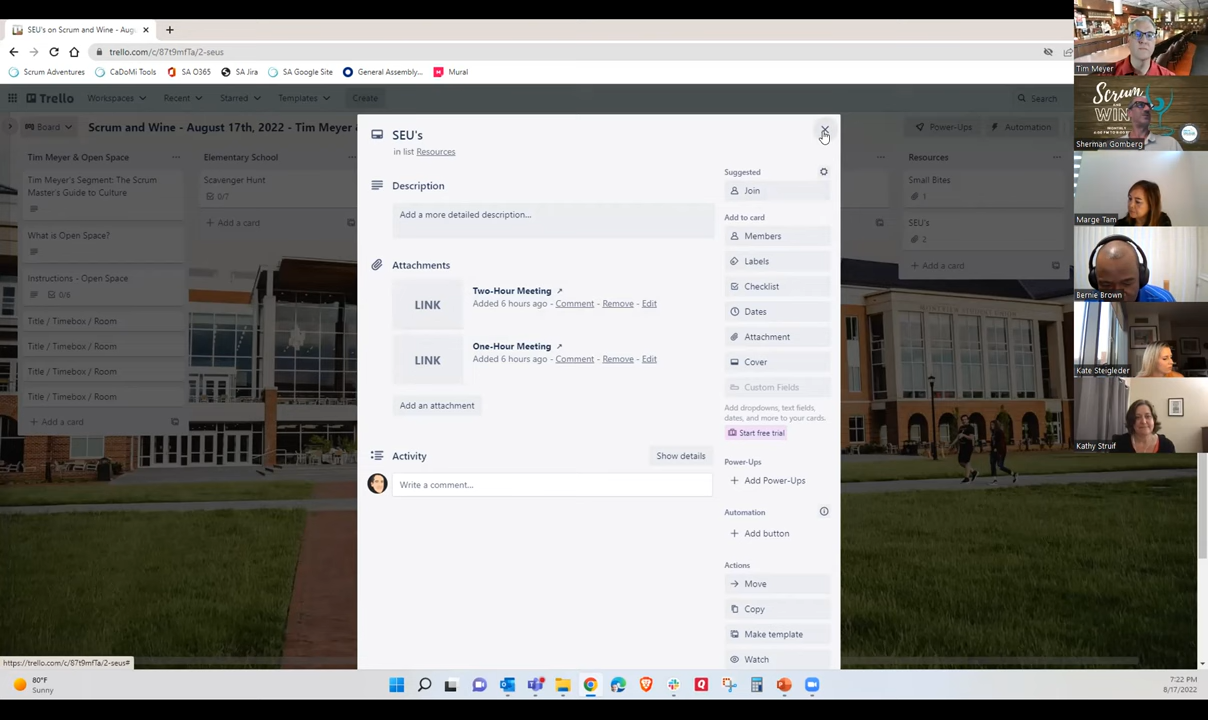 SEU's on Scrum and Wine - Aug
trello.com/c/87t9mfTa/2-seus
Scrum Adventures
CaDoMi Tools
SA O365
SA Jira
SA Google Site
General Assembly...
Mural
Trello
Workspaces
Recent
Starred
Templates
Create
Search
Board
Scrum and Wine - August 17th, 2022 - Tim Meyer &
Power-Ups
Automation
Tim Meyer & Open Space
Tim Meyer's Segment: The Scrum
Master's Guide to Culture
What is Open Space?
Instructions - Open Space
0/6
Title / Timebox / Room
Title / Timebox / Room
Title / Timebox / Room
Title / Timebox / Room
+ Add a card
Elementary School
Scavenger Hunt
0/7
+ Add a card
SEU's
in list Resources
Description
Add a more detailed description...
Attachments
LINK
Two-Hour Meeting ↗
Added 6 hours ago - Comment - Remove - Edit
LINK
One-Hour Meeting ↗
Added 6 hours ago - Comment - Remove - Edit
Add an attachment
Activity
Show details
Write a comment...
Suggested
Join
Add to card
Members
Labels
Checklist
Dates
Attachment
Cover
Custom Fields
Add dropdowns, text fields,
dates, and more to your cards.
Start free trial
Power-Ups
+ Add Power-Ups
Automation
+ Add button
Actions
Move
Copy
Make template
Watch
Resources
Small Bites
1
SEU's
2
+ Add a card
Tim Meyer
SCRUM
AND
WINE
Sherman Gomberg
Marge Tam
Bernie Brown
Kate Steigleder
Kathy Struif
https://trello.com/c/87t9mfTa/2-seus#
80°F
Sunny
7:22 PM
8/17/2022